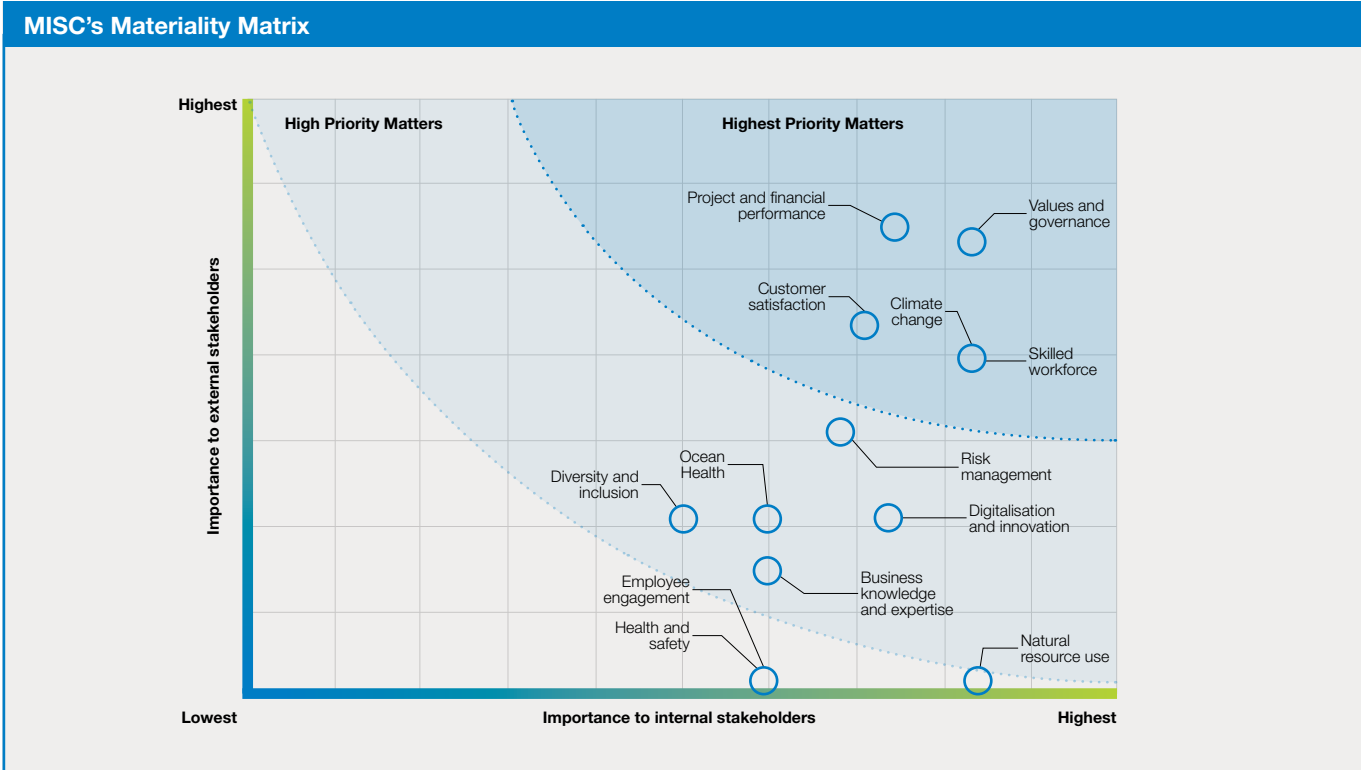 MISC’s Materiality Matrix
Highest
High Priority Matters
Highest Priority Matters
Project and financial
performance
Values and
governance
Customer
satisfaction
Climate
change
Skilled
workforce
Importance to external stakeholders
Ocean
Health
Risk
management
Diversity and
inclusion
Digitalisation
and innovation
Employee
engagement
Business
knowledge
and expertise
Health and
safety
Natural
resource use
Lowest
Importance to internal stakeholders
Highest